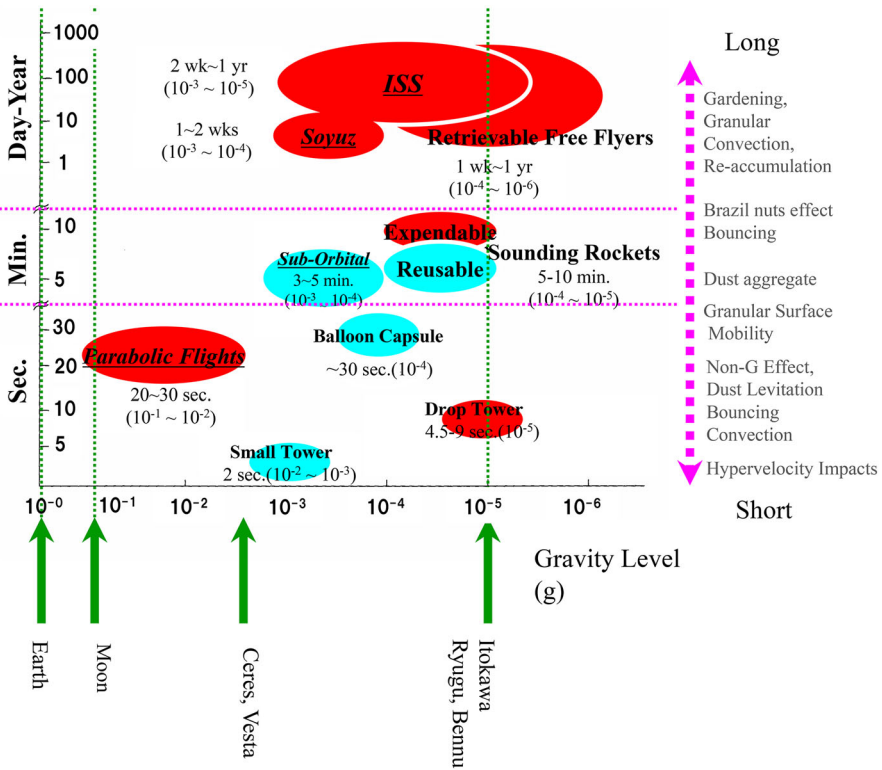 Day-Year
1000
100
10
1
2 wk~1 yr
(10⁻³ ~ 10⁻⁵)
ISS
1~2 wks
(10⁻³ ~ 10⁻⁴)
Soyuz
Retrievable Free Flyers
1 wk~1 yr
(10⁻⁴ ~ 10⁻⁶)
Min.
10
5
Expendable
Sub-Orbital
3~5 min.
(10⁻³ ~ 10⁻⁴)
Reusable
Sounding Rockets
5-10 min.
(10⁻⁴ ~ 10⁻⁵)
Sec.
30
20
10
5
Parabolic Flights
20~30 sec.
(10⁻¹ ~ 10⁻²)
Balloon Capsule
~30 sec.(10⁻⁴)
Drop Tower
4.5-9 sec.(10⁻⁵)
Small Tower
2 sec.(10⁻² ~ 10⁻³)
10⁻⁰ 10⁻¹ 10⁻² 10⁻³ 10⁻⁴ 10⁻⁵ 10⁻⁶
Gravity Level
(g)
Earth
Moon
Ceres, Vesta
Itokawa
Ryugu, Bennu
Long
Gardening,
Granular
Convection,
Re-accumulation
Brazil nuts effect
Bouncing
Dust aggregate
Granular Surface
Mobility
Non-G Effect,
Dust Levitation
Bouncing
Convection
Hypervelocity Impacts
Short